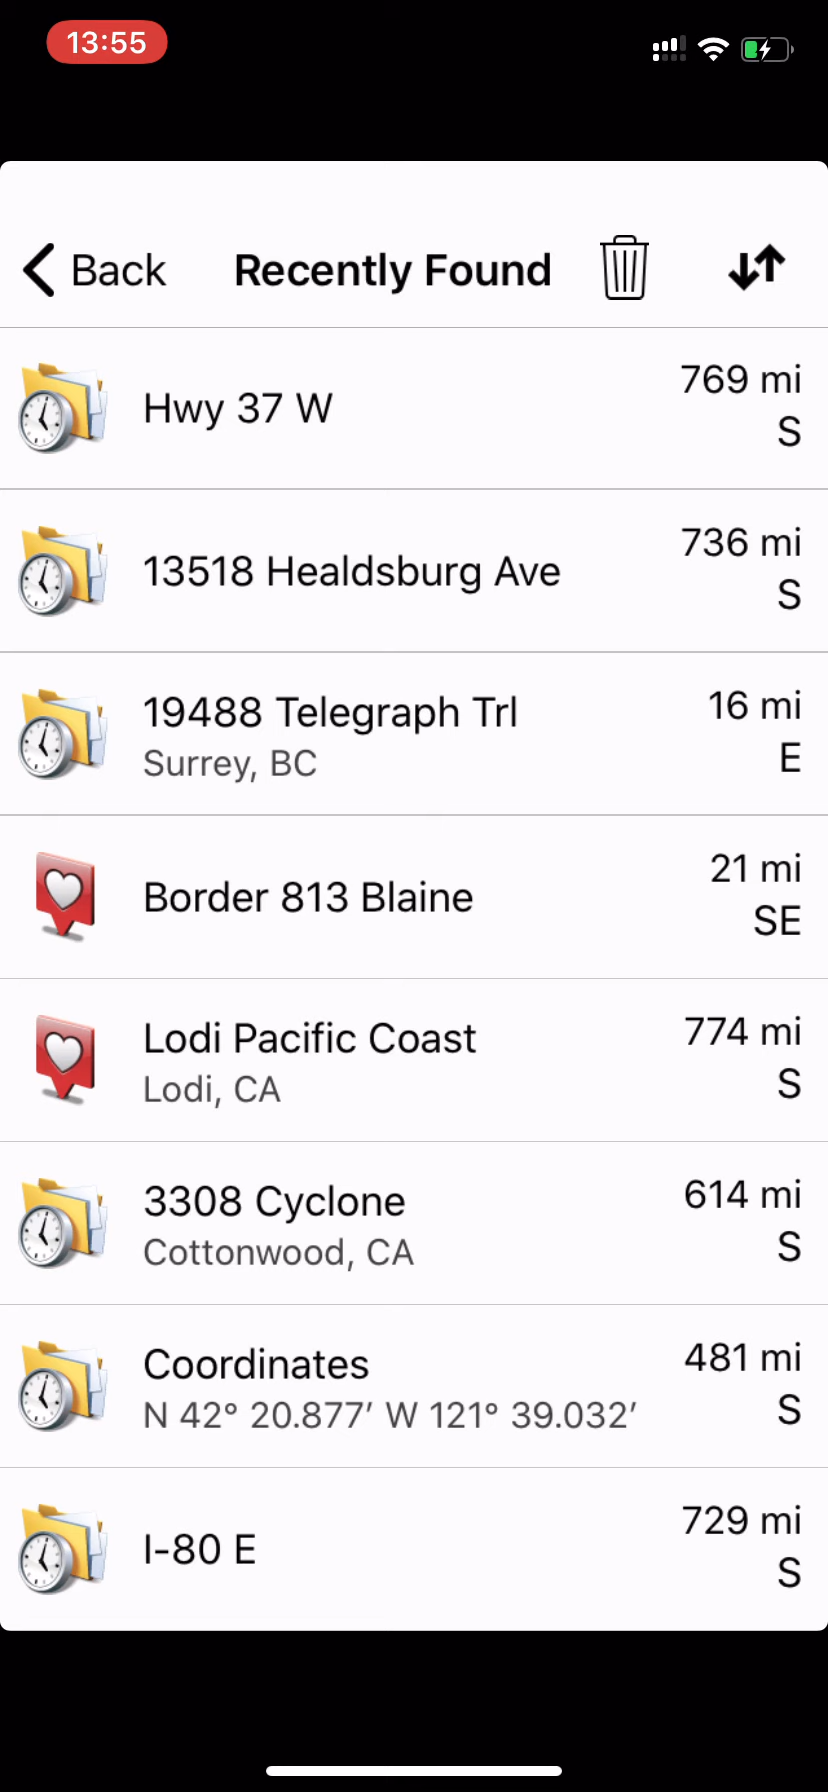 13:55
Back Recently Found
Hwy 37 W
769 mi
S
13518 Healdsburg Ave
736 mi
S
19488 Telegraph Trl
Surrey, BC
16 mi
E
Border 813 Blaine
21 mi
SE
Lodi Pacific Coast
Lodi, CA
774 mi
S
3308 Cyclone
Cottonwood, CA
614 mi
S
Coordinates
N 42° 20.877′ W 121° 39.032′
481 mi
S
I-80 E
729 mi
S